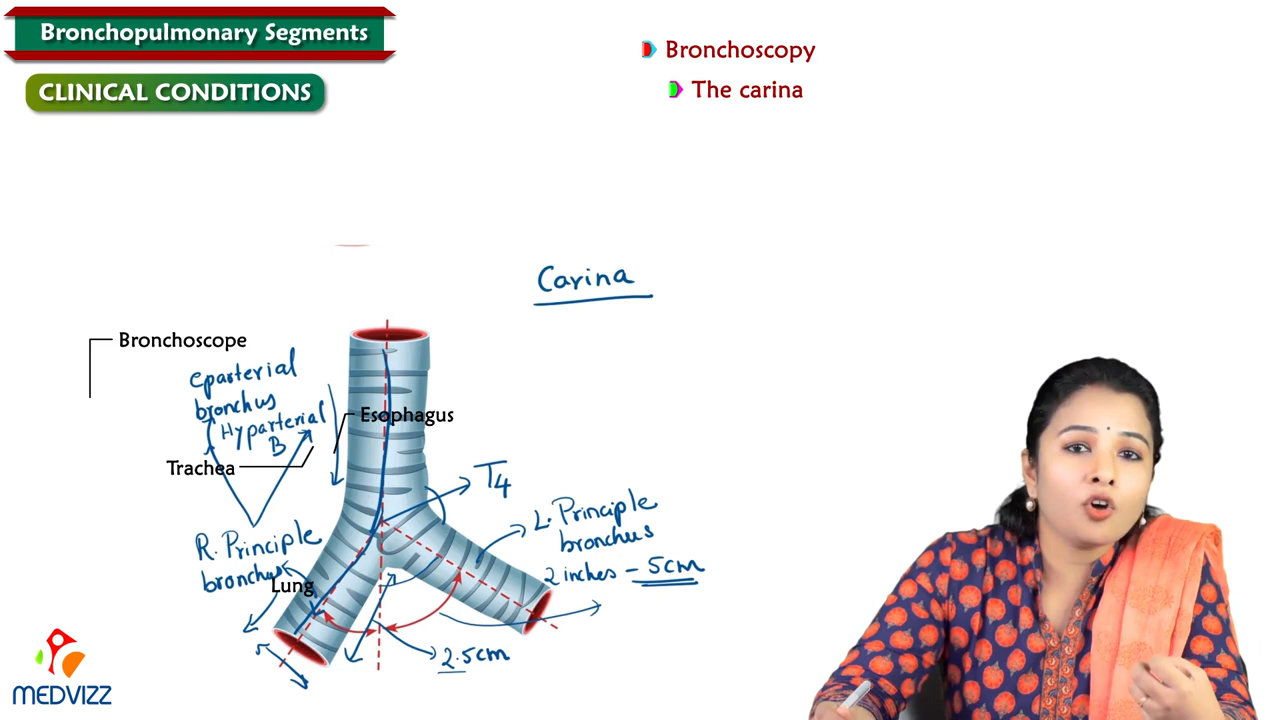 Bronchopulmonary Segments
CLINICAL CONDITIONS
Bronchoscopy
The carina
Carina
Bronchoscope
eparterial
bronchus
Hyparterial
B
Esophagus
Trachea
T4
L. Principle
bronchus
2 inches - 5cm
R. Principle
bronchus
Lung
2.5cm
MEDVIZZ